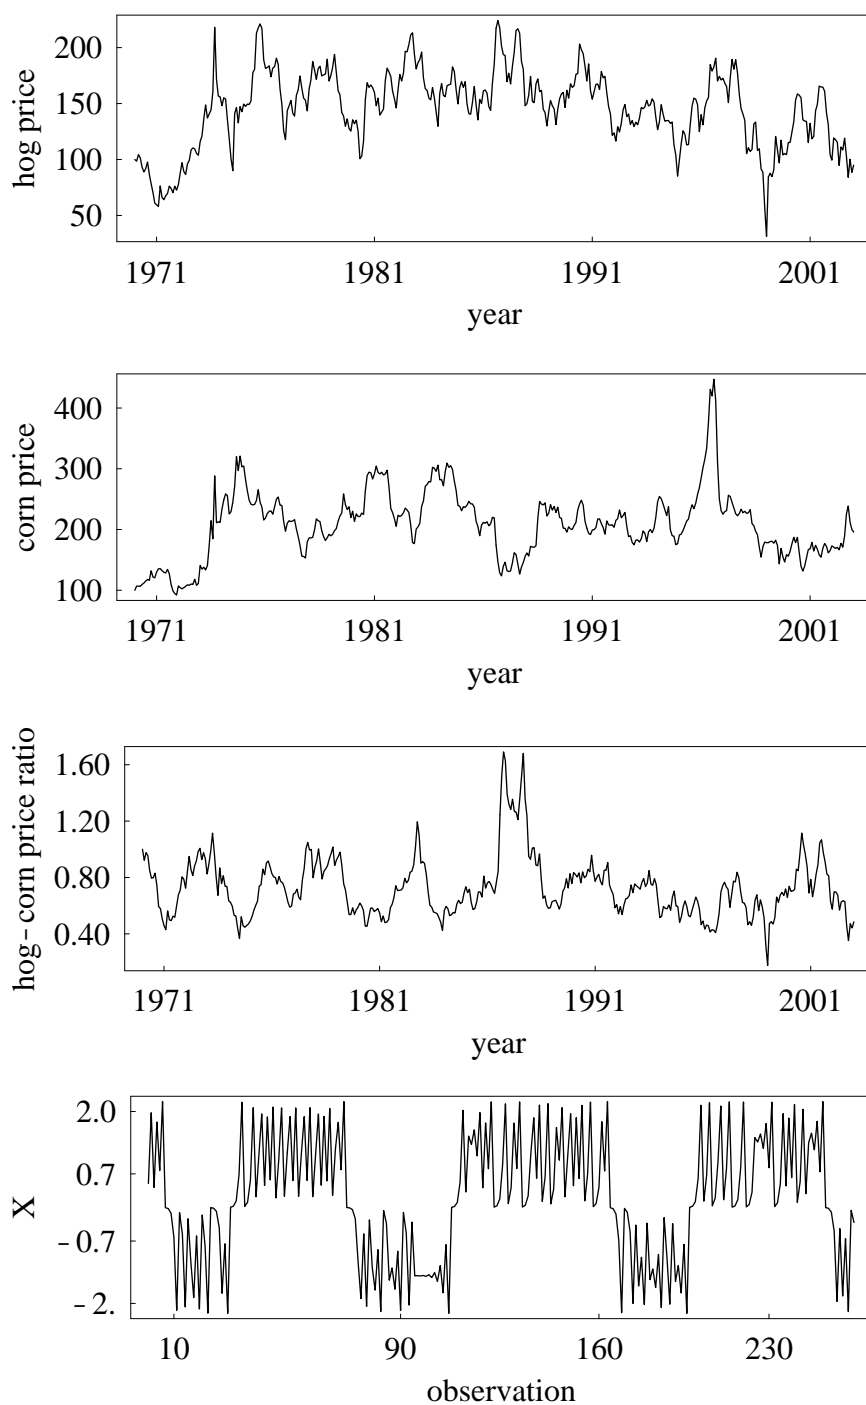 200
150
100
50
hog price
1971 1981 1991 2001
year
400
300
200
100
corn price
1971 1981 1991 2001
year
1.60
1.20
0.80
0.40
hog - corn price ratio
1971 1981 1991 2001
year
2.0
0.7
- 0.7
- 2.
X
10 90 160 230
observation